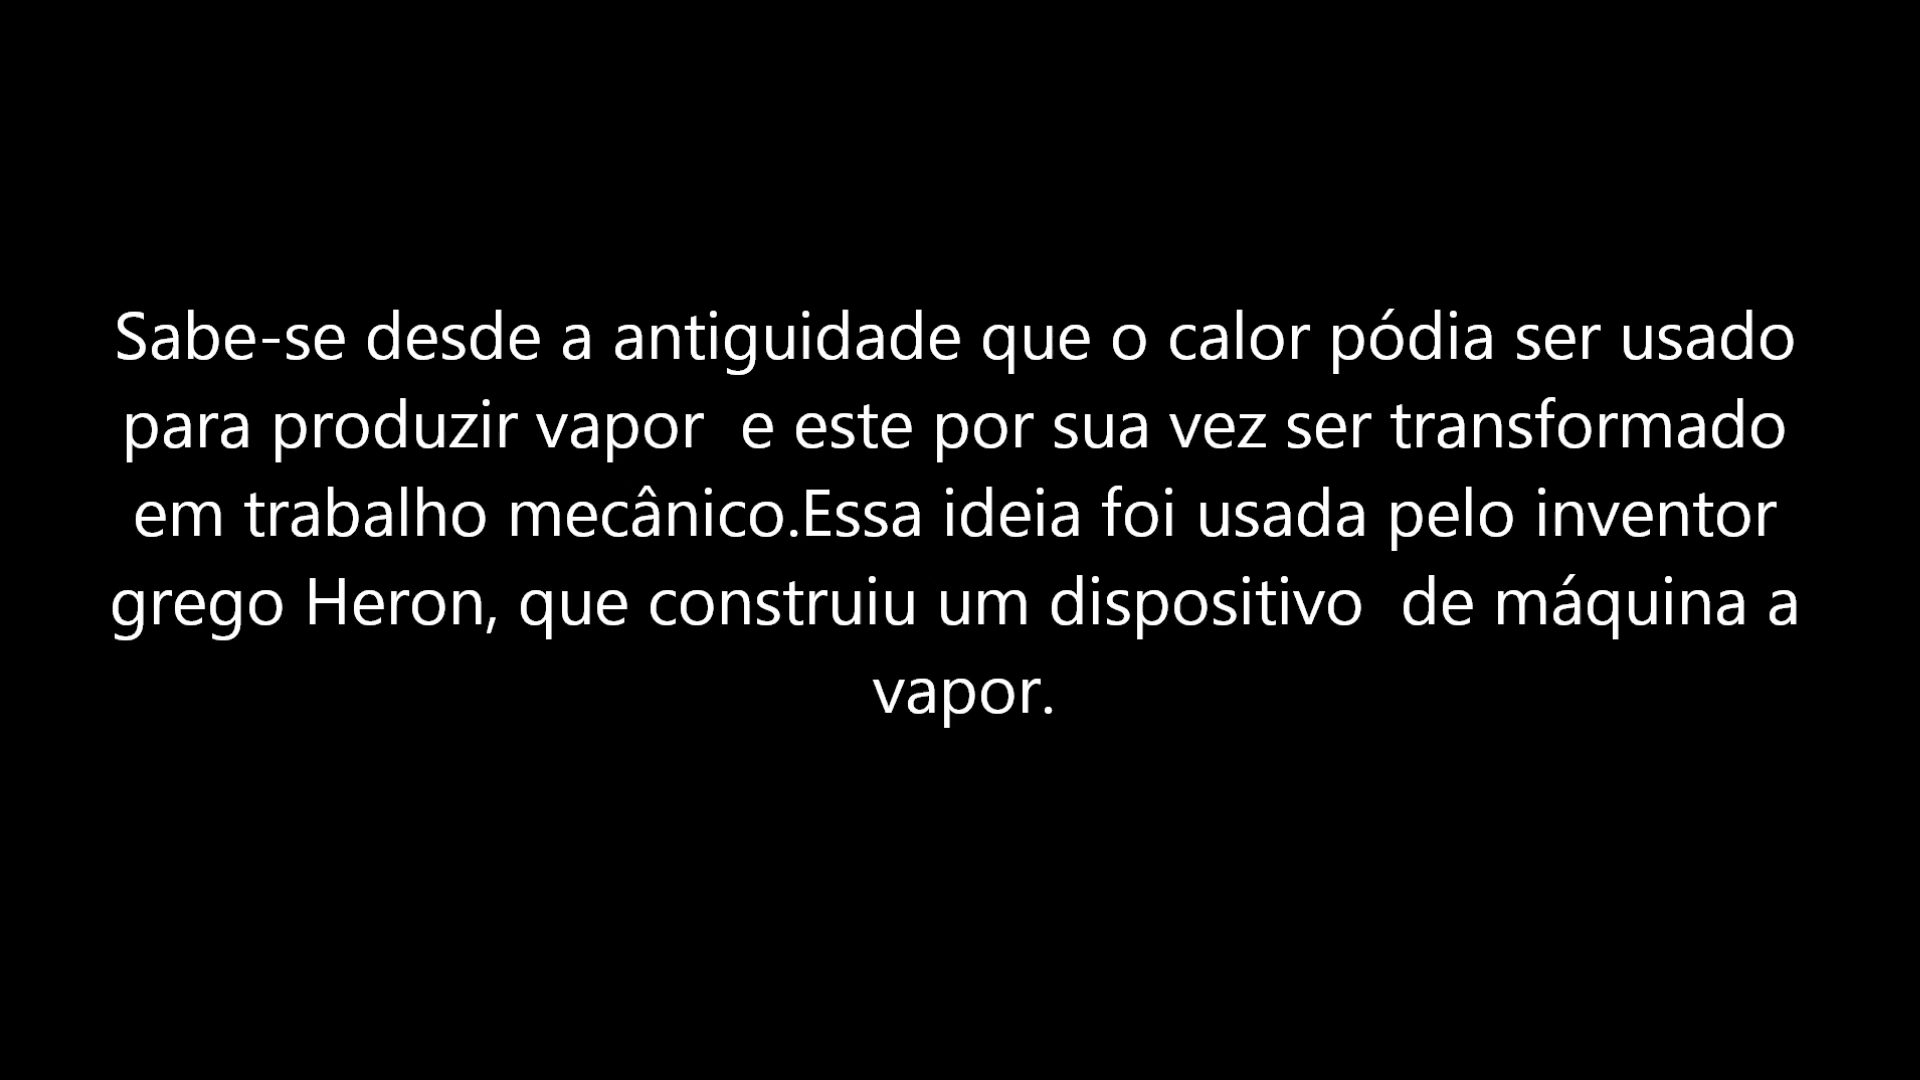 Sabe-se desde a antiguidade que o calor pódia ser usado
para produzir vapor  e este por sua vez ser transformado
em trabalho mecânico.Essa ideia foi usada pelo inventor
grego Heron, que construiu um dispositivo  de máquina a
vapor.